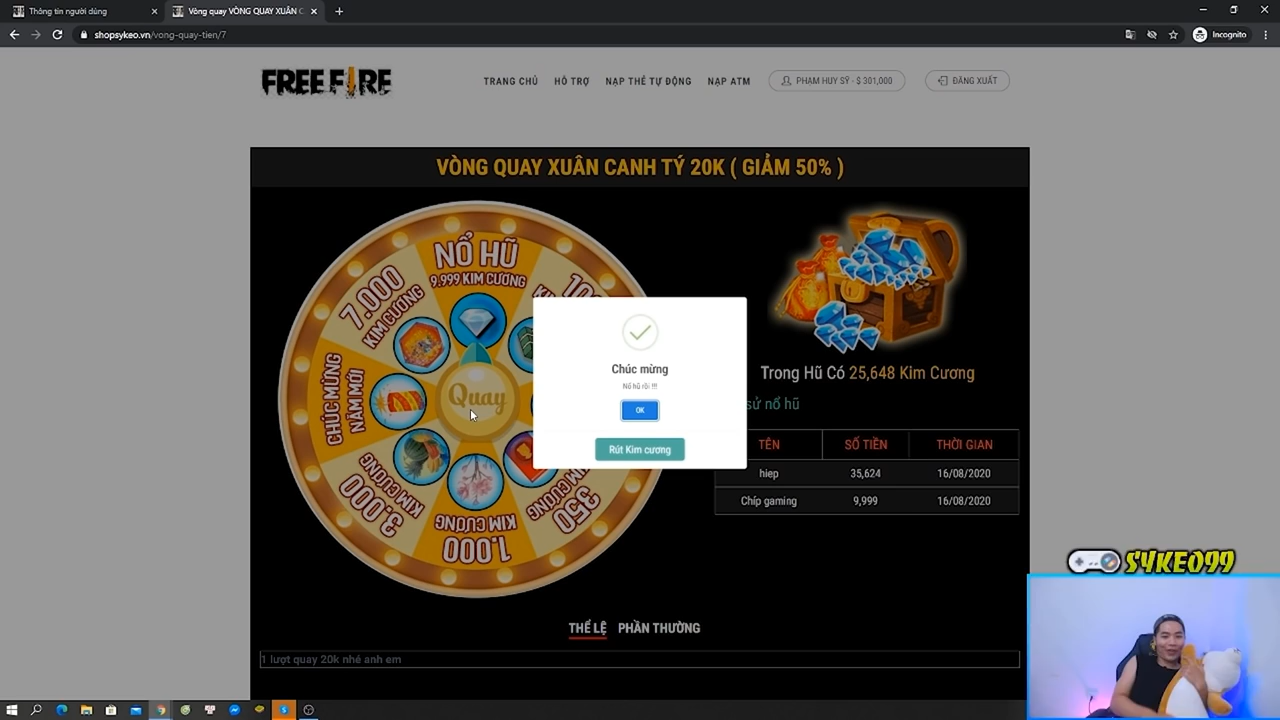 Thông tin người dùng
Vòng quay VÒNG QUAY XUÂN C
shopsykeo.vn/vong-quay-tien/7
Incognito
FREE FIRE
TRANG CHỦ
HỖ TRỢ
NẠP THẺ TỰ ĐỘNG
NẠP ATM
PHẠM HUY SỸ - $ 301,000
ĐĂNG XUẤT
VÒNG QUAY XUÂN CANH TÝ 20K ( GIẢM 50% )
NỔ HŨ
9.999 KIM CƯƠNG
7.000
KIM CƯƠNG
CHÚC MỪNG
NĂM MỚI
3.000
KIM CƯƠNG
1.000
KIM CƯƠNG
350
KIM CƯƠNG
Quay
Chúc mừng
Nổ hũ rồi !!!
OK
Rút Kim cương
Trong Hũ Có 25,648 Kim Cương
sử nổ hũ
TÊN SỐ TIỀN THỜI GIAN
hiep 35,624 16/08/2020
Chíp gaming 9,999 16/08/2020
THỂ LỆ
PHẦN THƯỞNG
1 lượt quay 20k nhé anh em
SYKEO99